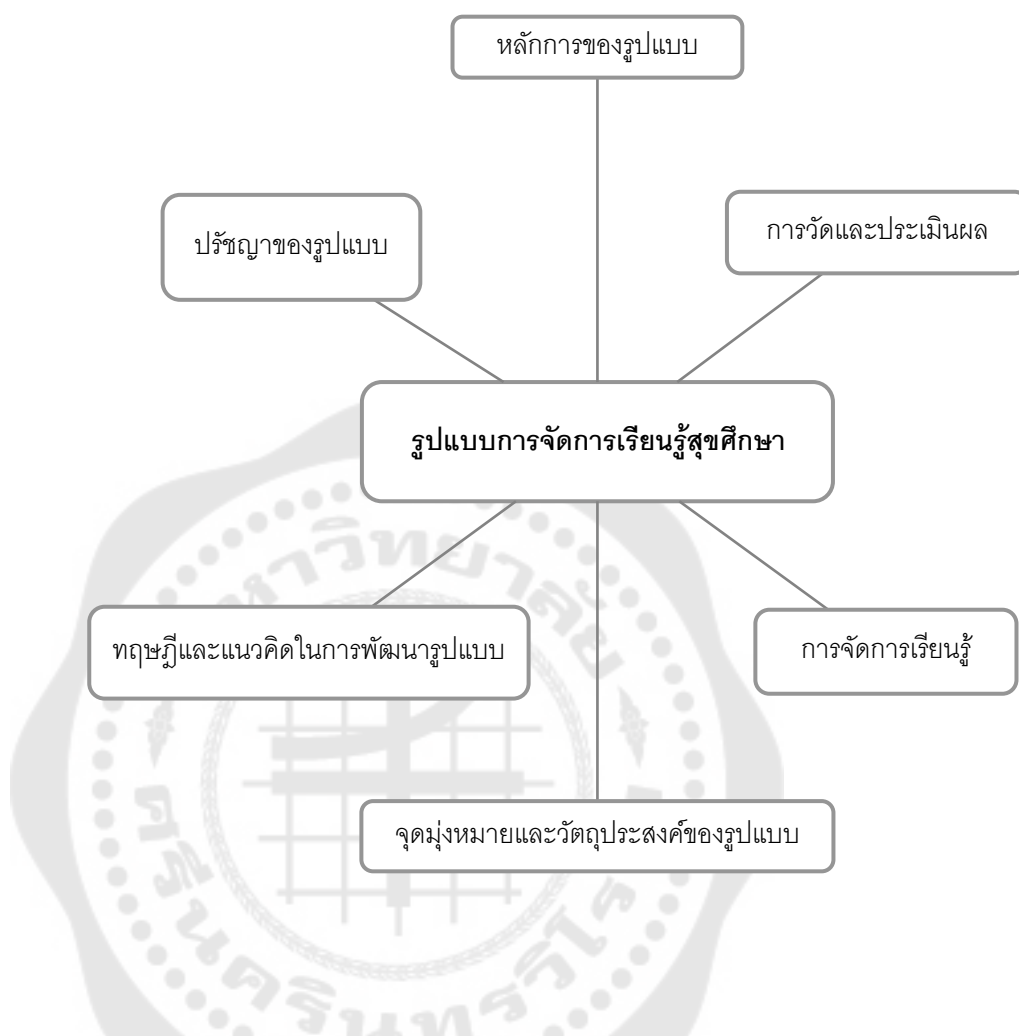 หลักการของรูปแบบ
ปรัชญาของรูปแบบ
การวัดและประเมินผล
รูปแบบการจัดการเรียนรู้สุขศึกษา
ทฤษฎีและแนวคิดในการพัฒนารูปแบบ
การจัดการเรียนรู้
จุดมุ่งหมายและวัตถุประสงค์ของรูปแบบ